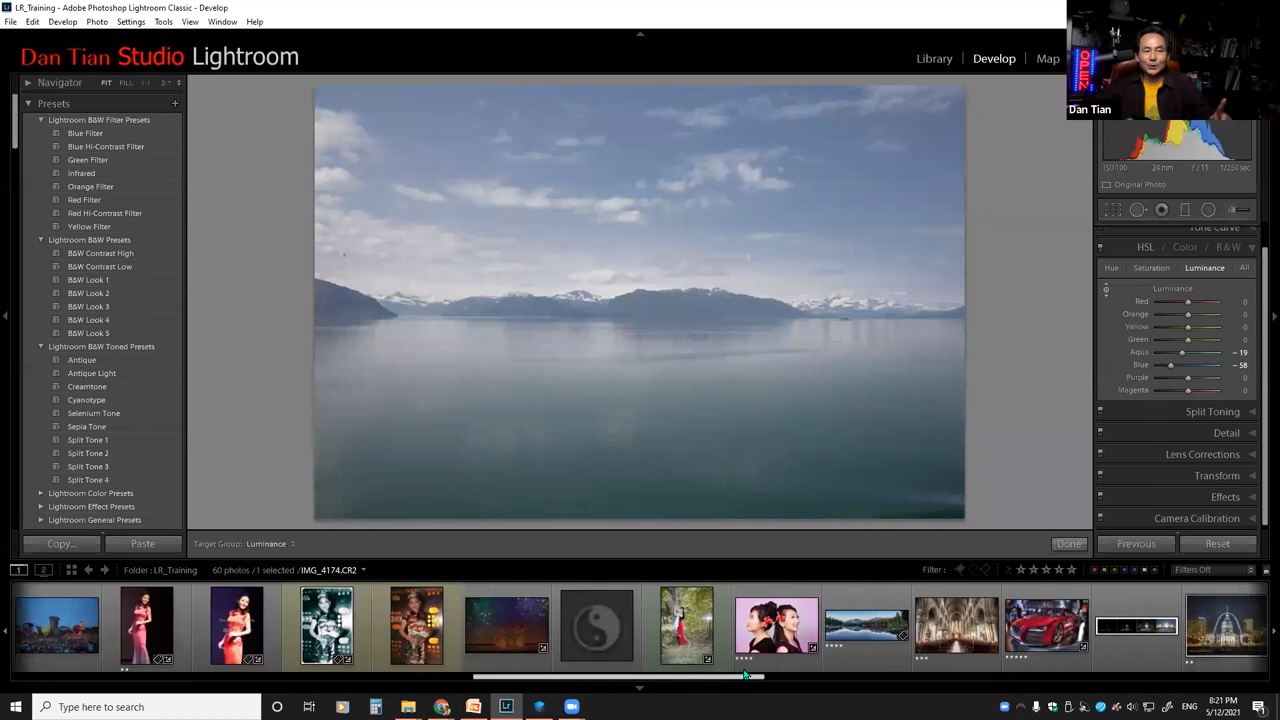 LR_Training - Adobe Photoshop Lightroom Classic - Develop
File Edit Develop Photo Settings Tools View Window Help
Dan Tian Studio Lightroom
Library Develop Map
OPEN
Dan Tian
Navigator FIT FILL 1:1 2:1
Presets +
Lightroom B&W Filter Presets
Blue Filter
Blue Hi-Contrast Filter
Green Filter
Infrared
Orange Filter
Red Filter
Red Hi-Contrast Filter
Yellow Filter
Lightroom B&W Presets
B&W Contrast High
B&W Contrast Low
B&W Look 1
B&W Look 2
B&W Look 3
B&W Look 4
B&W Look 5
Lightroom B&W Toned Presets
Antique
Antique Light
Creamtone
Cyanotype
Selenium Tone
Sepia Tone
Split Tone 1
Split Tone 2
Split Tone 3
Split Tone 4
Lightroom Color Presets
Lightroom Effect Presets
Lightroom General Presets
Copy... Paste
Target Group: Luminance
Done
ISO 100 24 mm f / 11 1/250
Original Photo
Tone Curve
HSL / Color / B & W
Hue Saturation Luminance All
Luminance
Red 0
Orange 0
Yellow 0
Green 0
Aqua - 19
Blue - 58
Purple 0
Magenta 0
Split Toning
Detail
Lens Corrections
Transform
Effects
Camera Calibration
Previous Reset
1 2 Folder : LR_Training 60 photos / 1 selected / IMG_4174.CR2
Filter : Filters Off
Type here to search
ENG
8:21 PM
5/12/2021
1